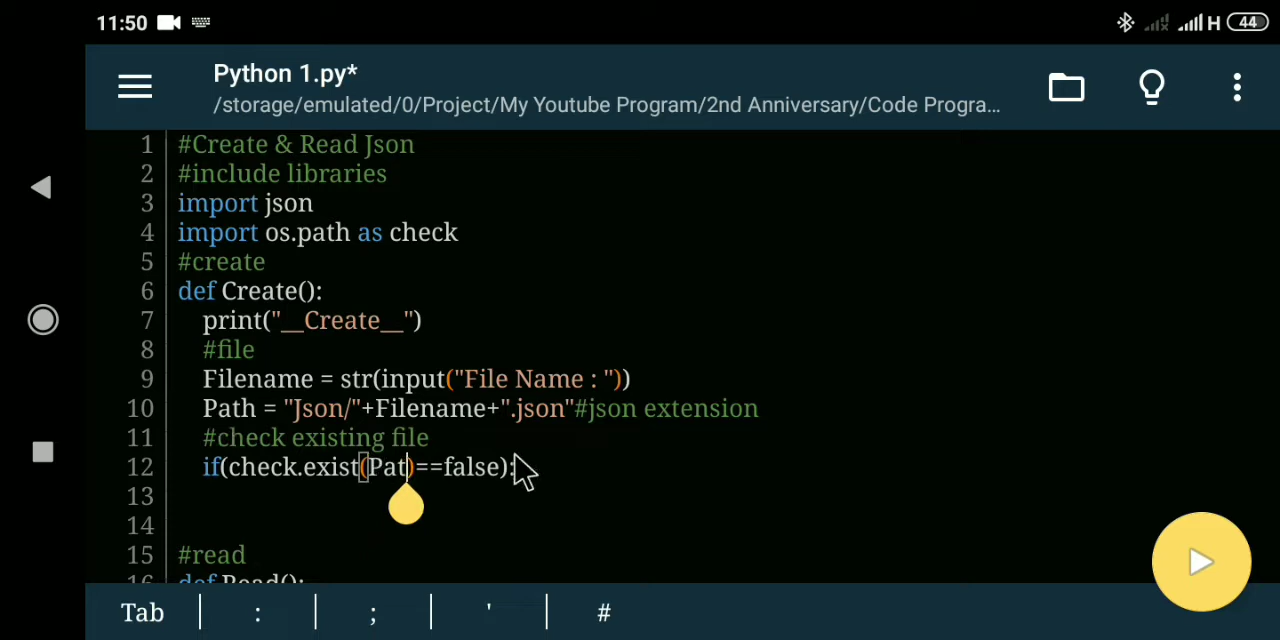 11:50 H 44
Python 1.py*
/storage/emulated/0/Project/My Youtube Program/2nd Anniversary/Code Progra...
1 #Create & Read Json
2 #include libraries
3 import json
4 import os.path as check
5 #create
6 def Create():
7 print("__Create__")
8 #file
9 Filename = str(input("File Name : "))
10 Path = "Json/"+Filename+".json"#json extension
11 #check existing file
12 if(check.exist(Pat)==false):
13
14
15 #read
16 def Read():
Tab : ; ' #